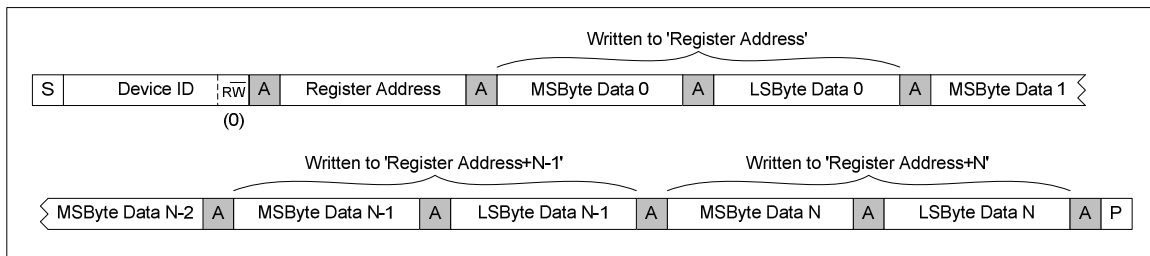 Written to 'Register Address'
S Device ID RW A Register Address A MSByte Data 0 A LSByte Data 0 A MSByte Data 1
(0)
Written to 'Register Address+N-1' Written to 'Register Address+N'
MSByte Data N-2 A MSByte Data N-1 A LSByte Data N-1 A MSByte Data N A LSByte Data N A P